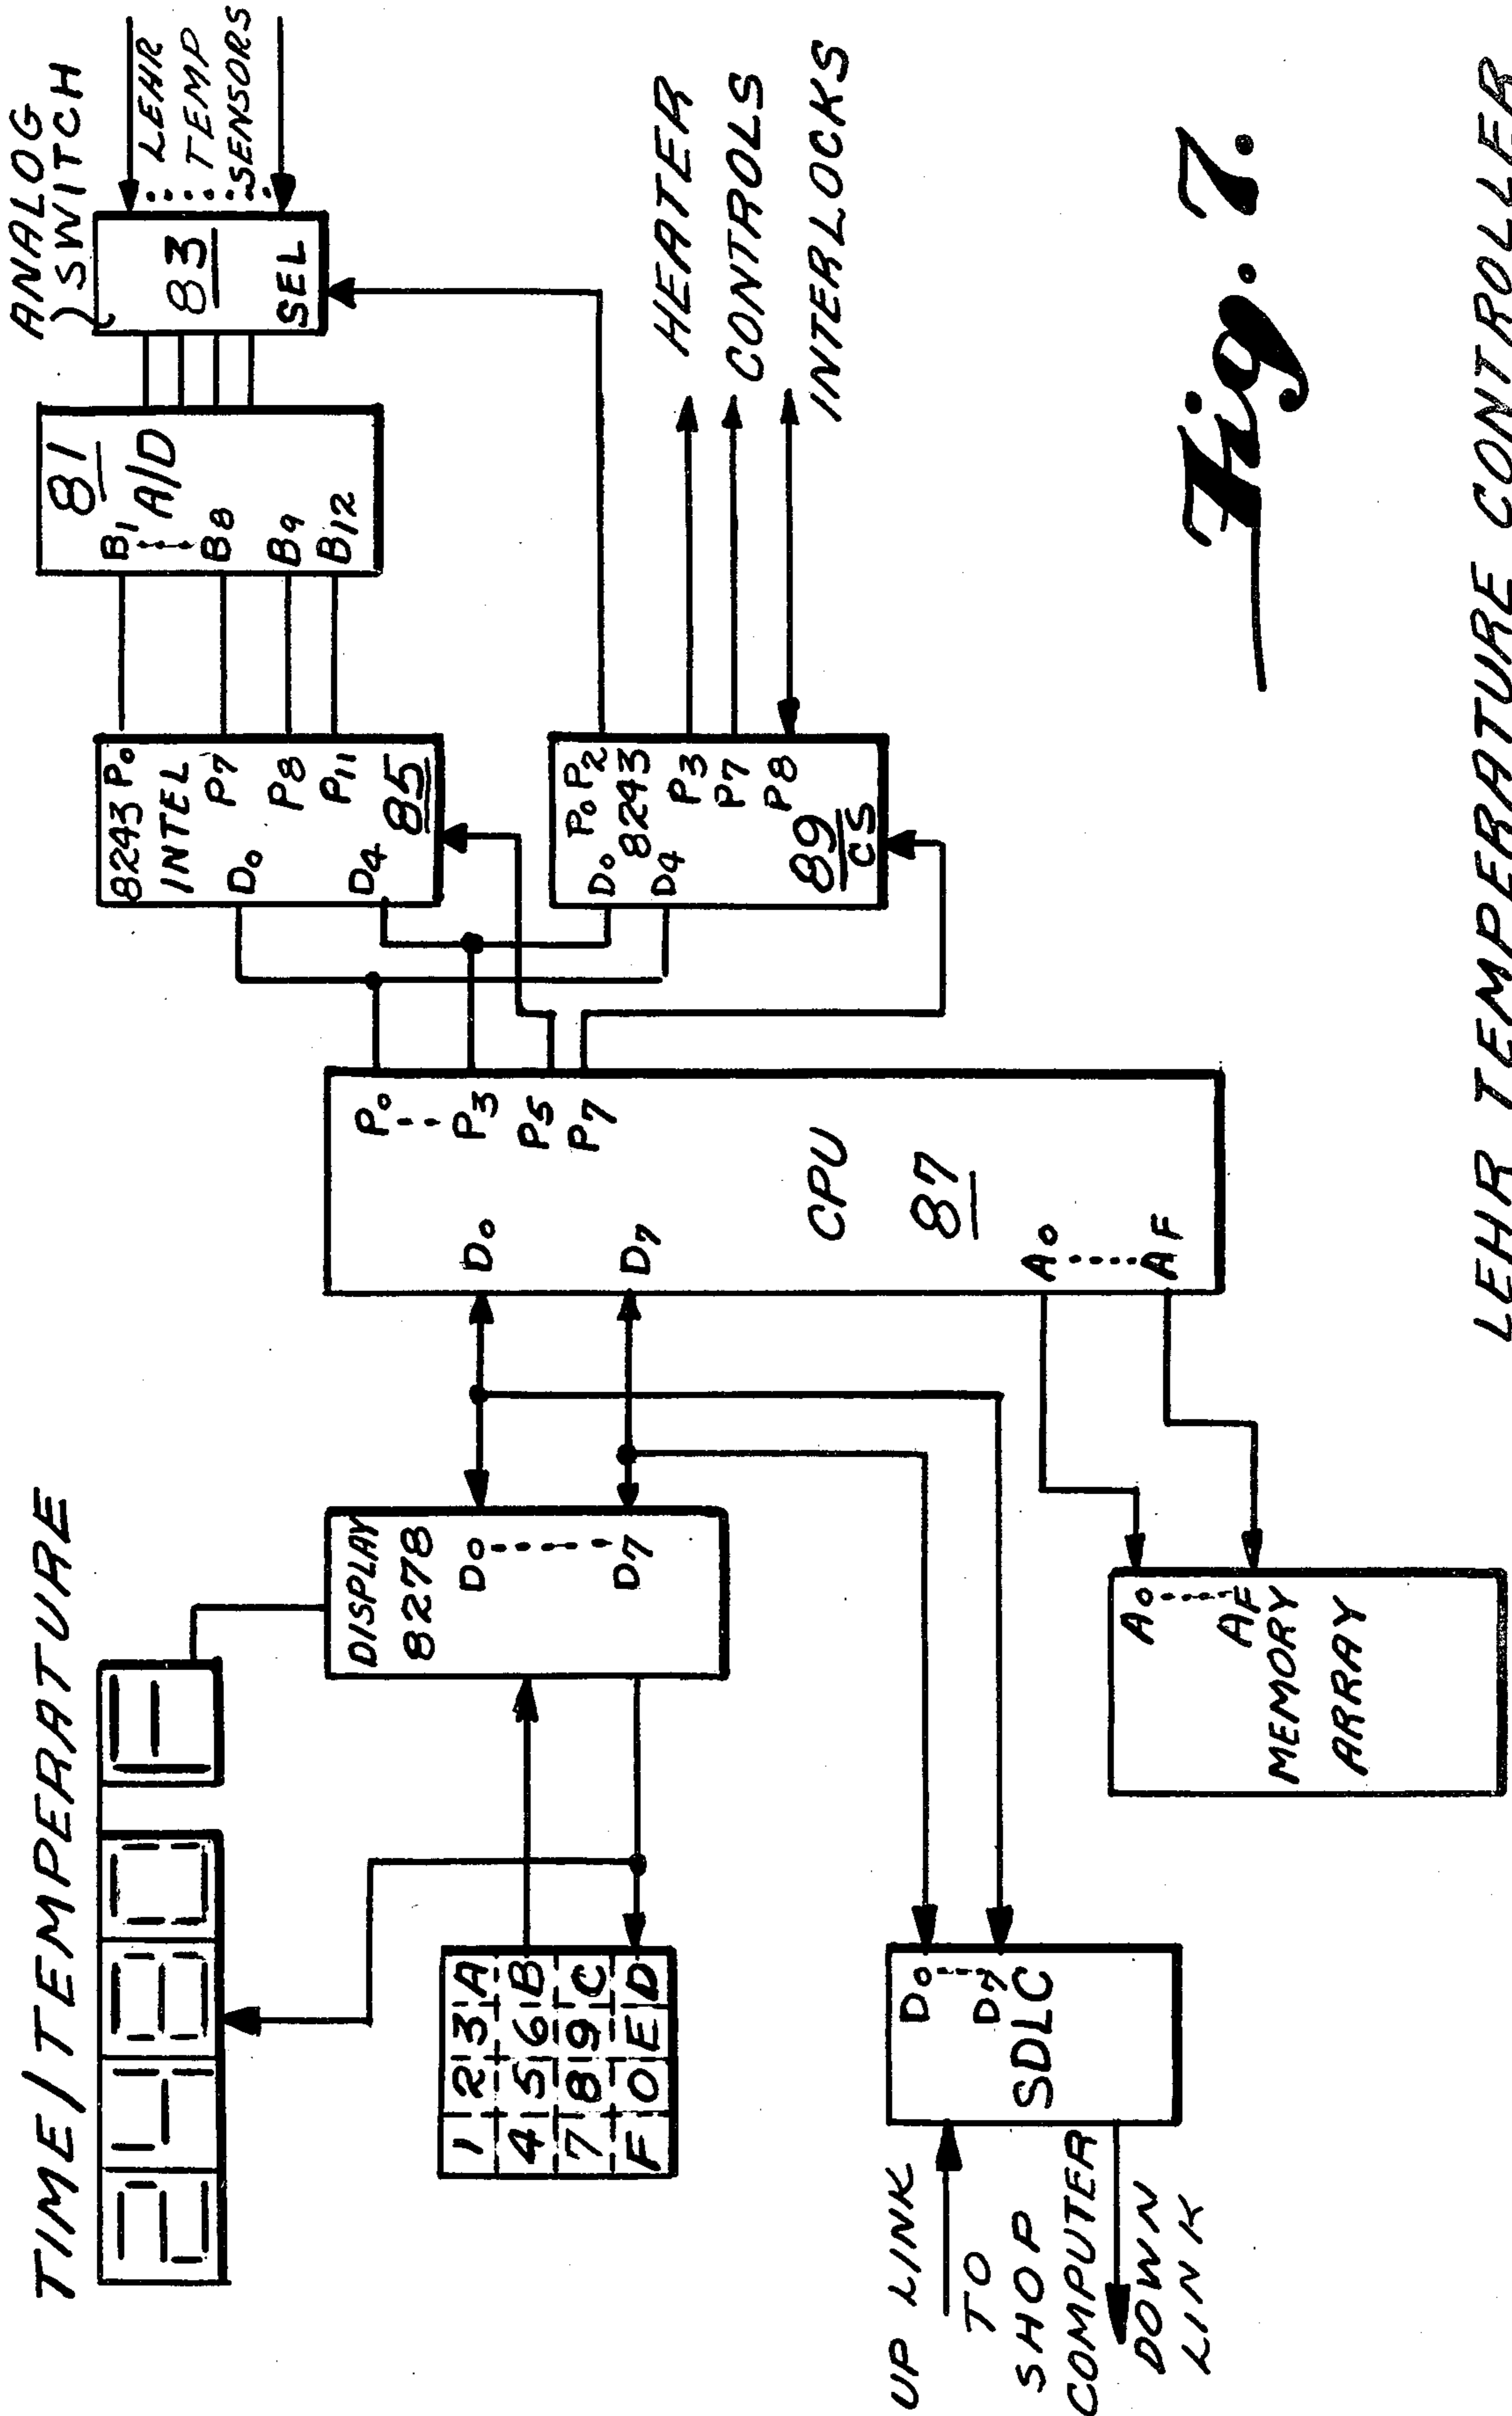 TIME/TEMPERATURE
2480 F
ANALOG
SWITCH
83
SEL
LEHR
TEMP
SENSORS
81
A/D
B1
B8
B9
B12
8243 P0
INTEL
P7
P8
P11
D0
D4
85
P0 P2
D0
8243
D4
P3
P7
P8
89
CS
HEATER
CONTROLS
INTERLOCKS
DISPLAY
8278
D0
D7
1 2 3 A
4 5 6 B
7 8 9 C
F 0 E D
P0
P3
P5
P7
D0
D7
CPU
87
A0
AF
UP LINK
TO
SHOP
COMPUTER
DOWN
LINK
D0
D7
SDLC
A0
AF
MEMORY
ARRAY
Fig. 7.
LEHR TEMPERATURE CONTROLLER